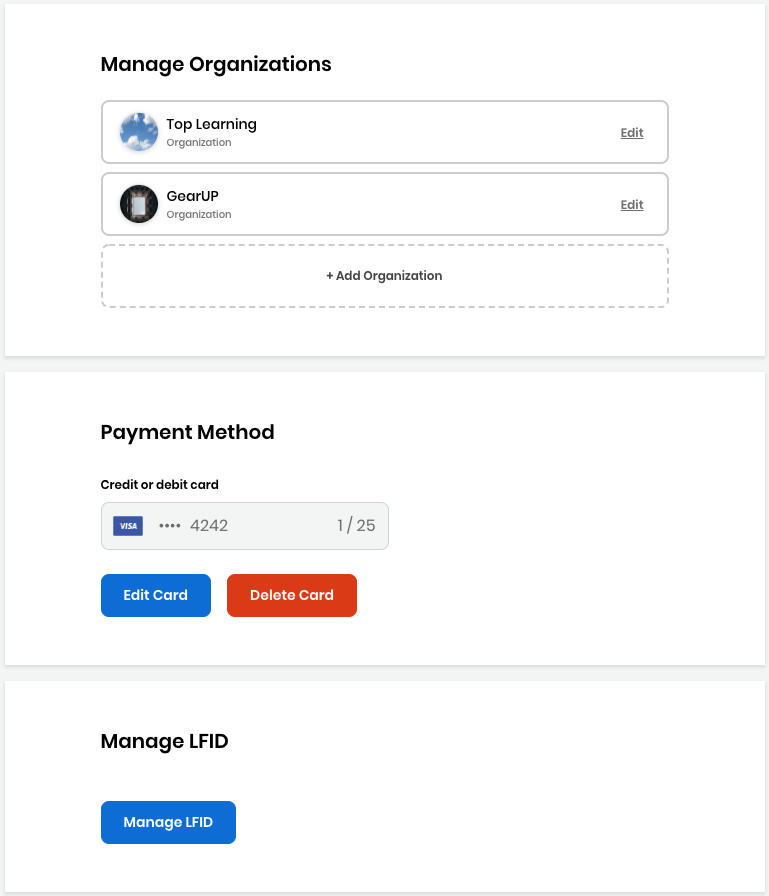 Manage Organizations
Top Learning
Organization
Edit
GearUP
Organization
Edit
+ Add Organization
Payment Method
Credit or debit card
VISA •••• 4242 1 / 25
Edit Card
Delete Card
Manage LFID
Manage LFID